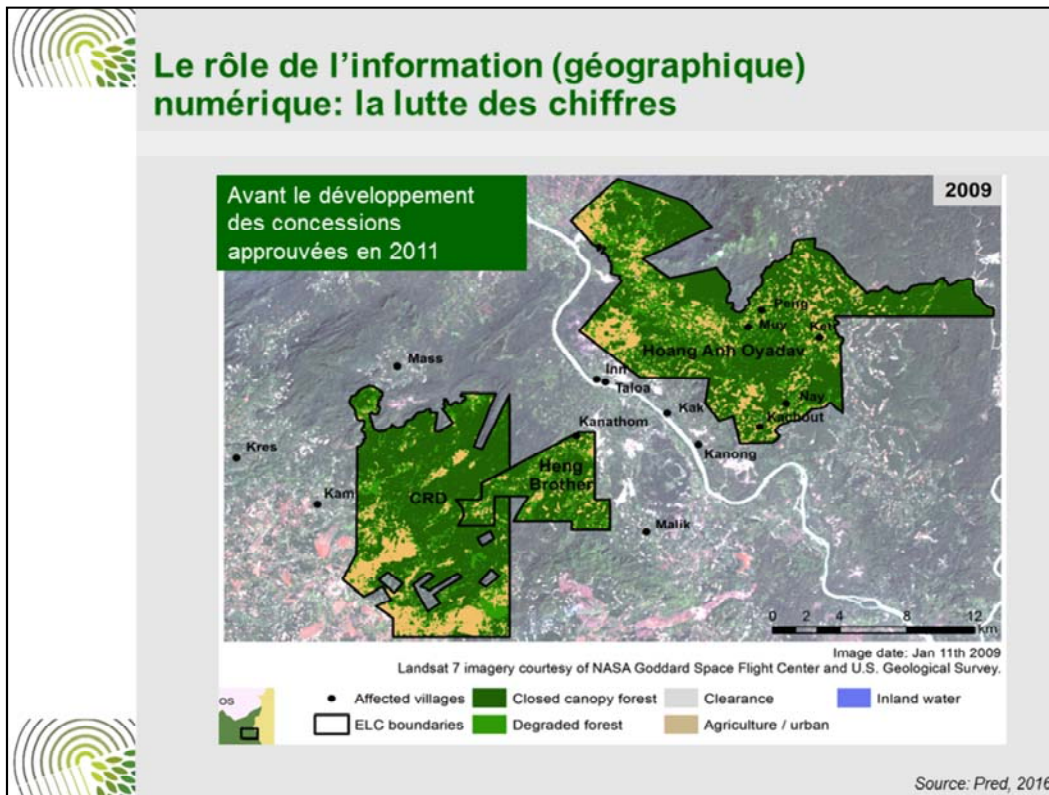 Le rôle de l'information (géographique)
numérique: la lutte des chiffres
Avant le développement
des concessions
approuvées en 2011
2009
Peng
Muy
Ket
Hoang Anh Oyadav
Mass
Inn
Taloa
Nay
Kak
Kachout
Kanathom
Kanong
Kres
Heng
Brother
CRD
Kam
Malik
0 2 4 8 12
km
Image date: Jan 11th 2009
Landsat 7 imagery courtesy of NASA Goddard Space Flight Center and U.S. Geological Survey.
OS
Affected villages Closed canopy forest Clearance Inland water
ELC boundaries Degraded forest Agriculture / urban
Source: Pred, 2016